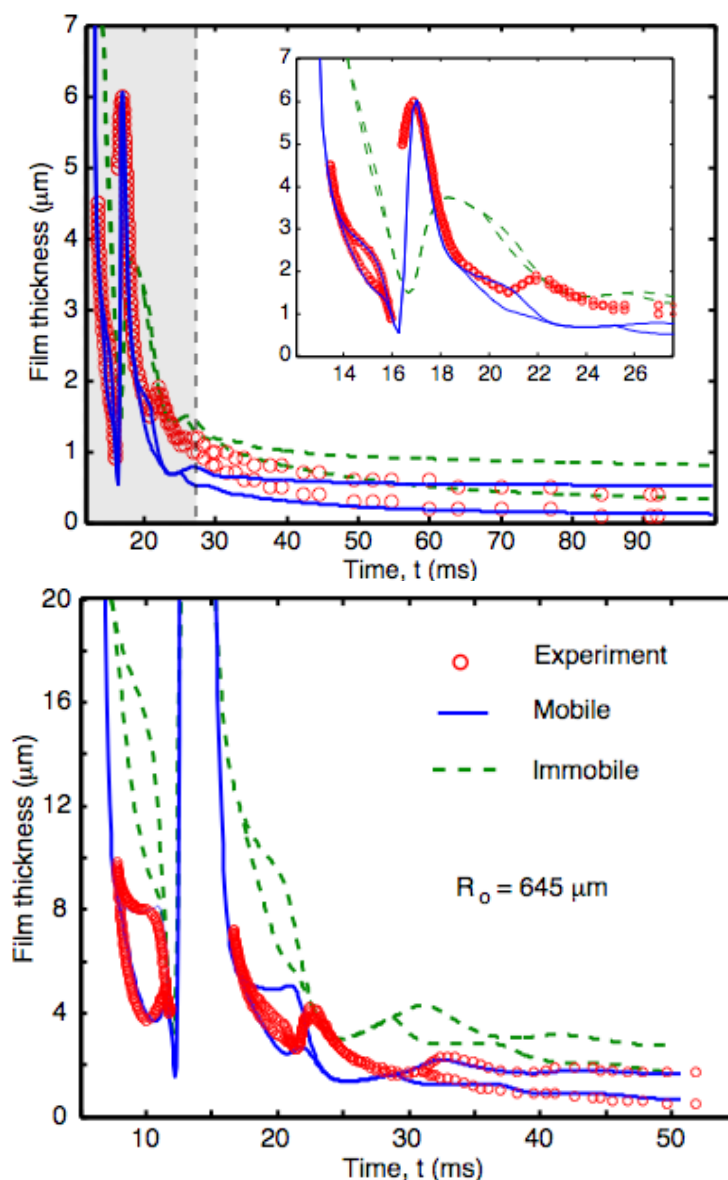 7
6
5
4
3
2
1
0
Film thickness (μm)
20 30 40 50 60 70 80 90
Time, t (ms)
7
6
5
4
3
2
1
0
14 16 18 20 22 24 26
20
16
12
8
4
0
Film thickness (μm)
Experiment
Mobile
Immobile
R o = 645 μm
10 20 30 40 50
Time, t (ms)